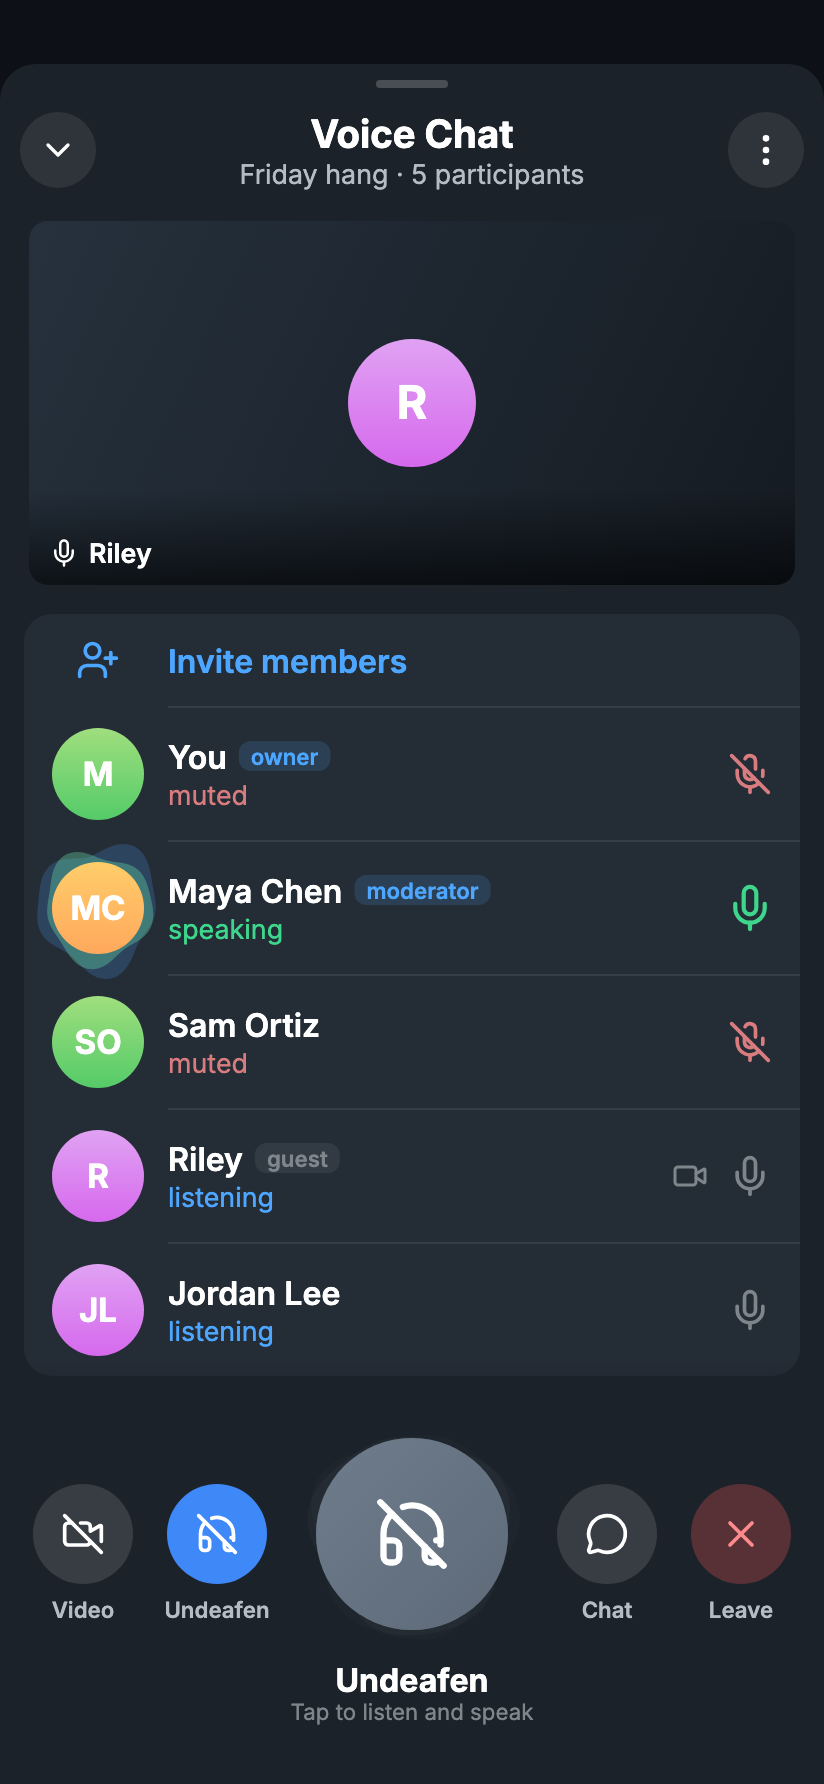 Voice Chat
Friday hang · 5 participants
R
Riley
Invite members
M
You owner
muted
MC
Maya Chen moderator
speaking
SO
Sam Ortiz
muted
R
Riley guest
listening
JL
Jordan Lee
listening
Video
Undeafen
Chat
Leave
Undeafen
Tap to listen and speak